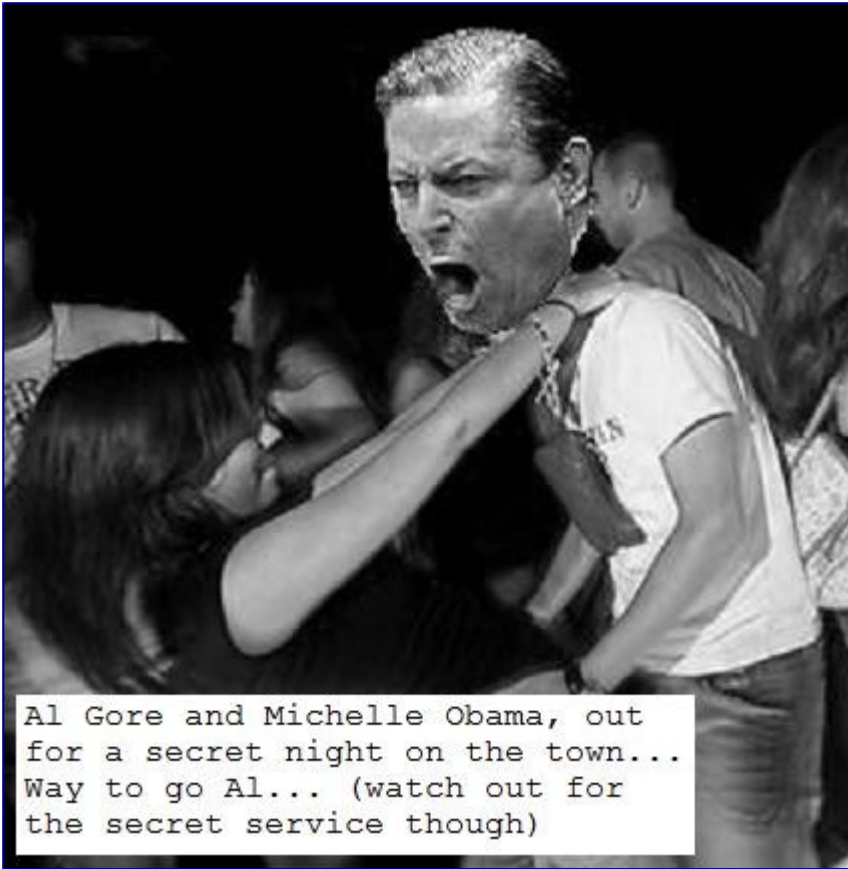 Al Gore and Michelle Obama, out
for a secret night on the town...
Way to go Al... (watch out for
the secret service though)